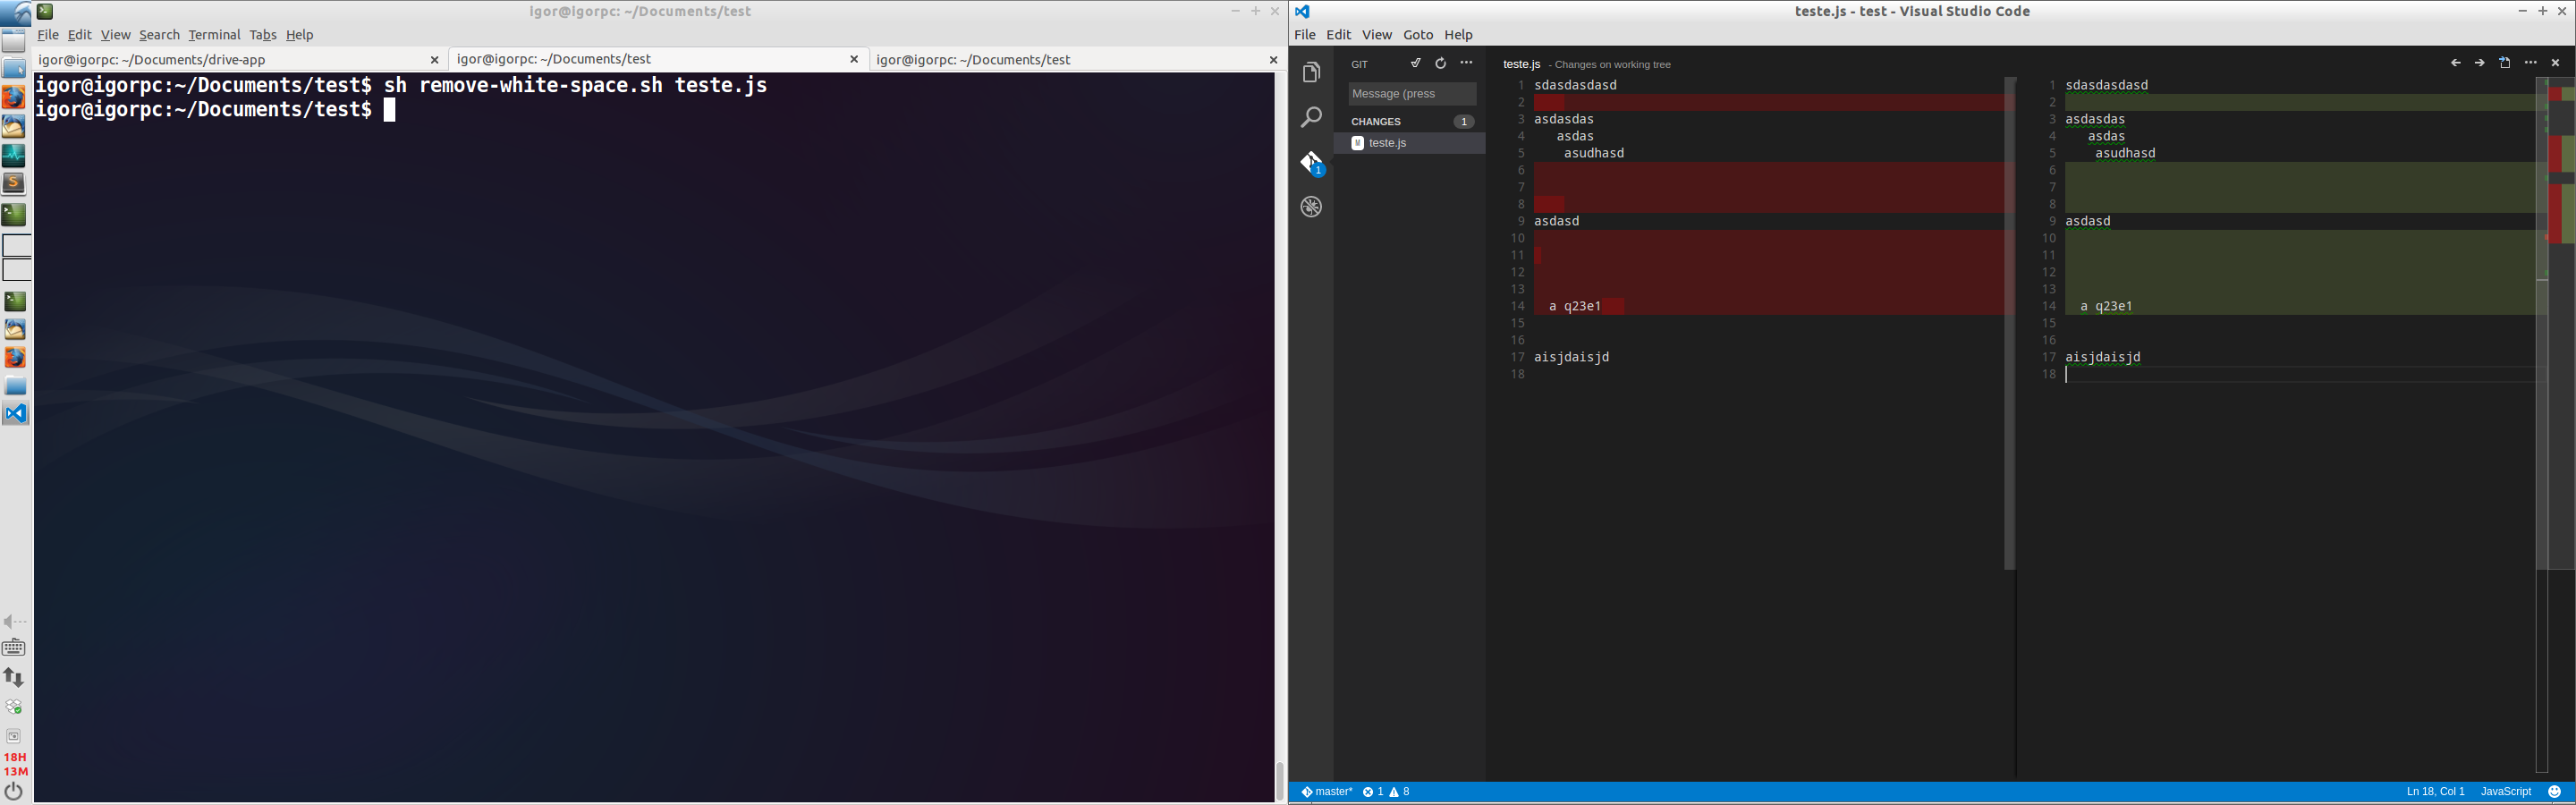 igor@igorpc: ~/Documents/test
File Edit View Search Terminal Tabs Help
igor@igorpc: ~/Documents/drive-app
igor@igorpc: ~/Documents/test
igor@igorpc: ~/Documents/test
igor@igorpc:~/Documents/test$ sh remove-white-space.sh teste.js
igor@igorpc:~/Documents/test$
18H
13M
teste.js - test - Visual Studio Code
File Edit View Goto Help
GIT
Message (press
CHANGES 1
teste.js
1
teste.js - Changes on working tree
1 sdasdasdasd
2
3 asdasdas
4    asdas
5     asudhasd
6
7
8
9 asdasd
10
11
12
13
14   a q23e1
15
16
17 aisjdaisjd
18
1 sdasdasdasd
2
3 asdasdas
4    asdas
5     asudhasd
6
7
8
9 asdasd
10
11
12
13
14   a q23e1
15
16
17 aisjdaisjd
18
master* 1 8
Ln 18, Col 1 JavaScript